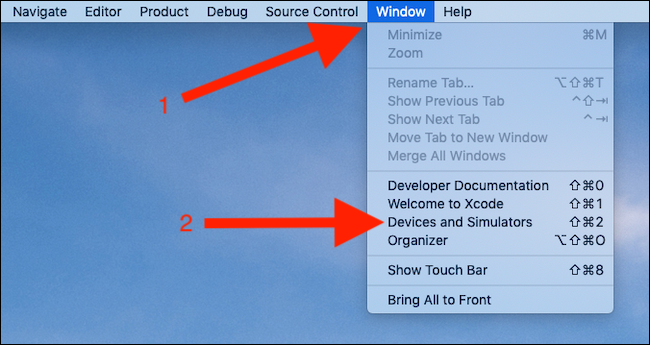 Navigate Editor Product Debug Source Control Window Help
Minimize ⌘M
Zoom
Rename Tab... ⌥⇧⌘T
Show Previous Tab ^⇧⇥
Show Next Tab ^⇥
Move Tab to New Window
Merge All Windows
1
Developer Documentation ⇧⌘0
Welcome to Xcode ⇧⌘1
2 Devices and Simulators ⇧⌘2
Organizer ⌥⇧⌘O
Show Touch Bar ⇧⌘8
Bring All to Front